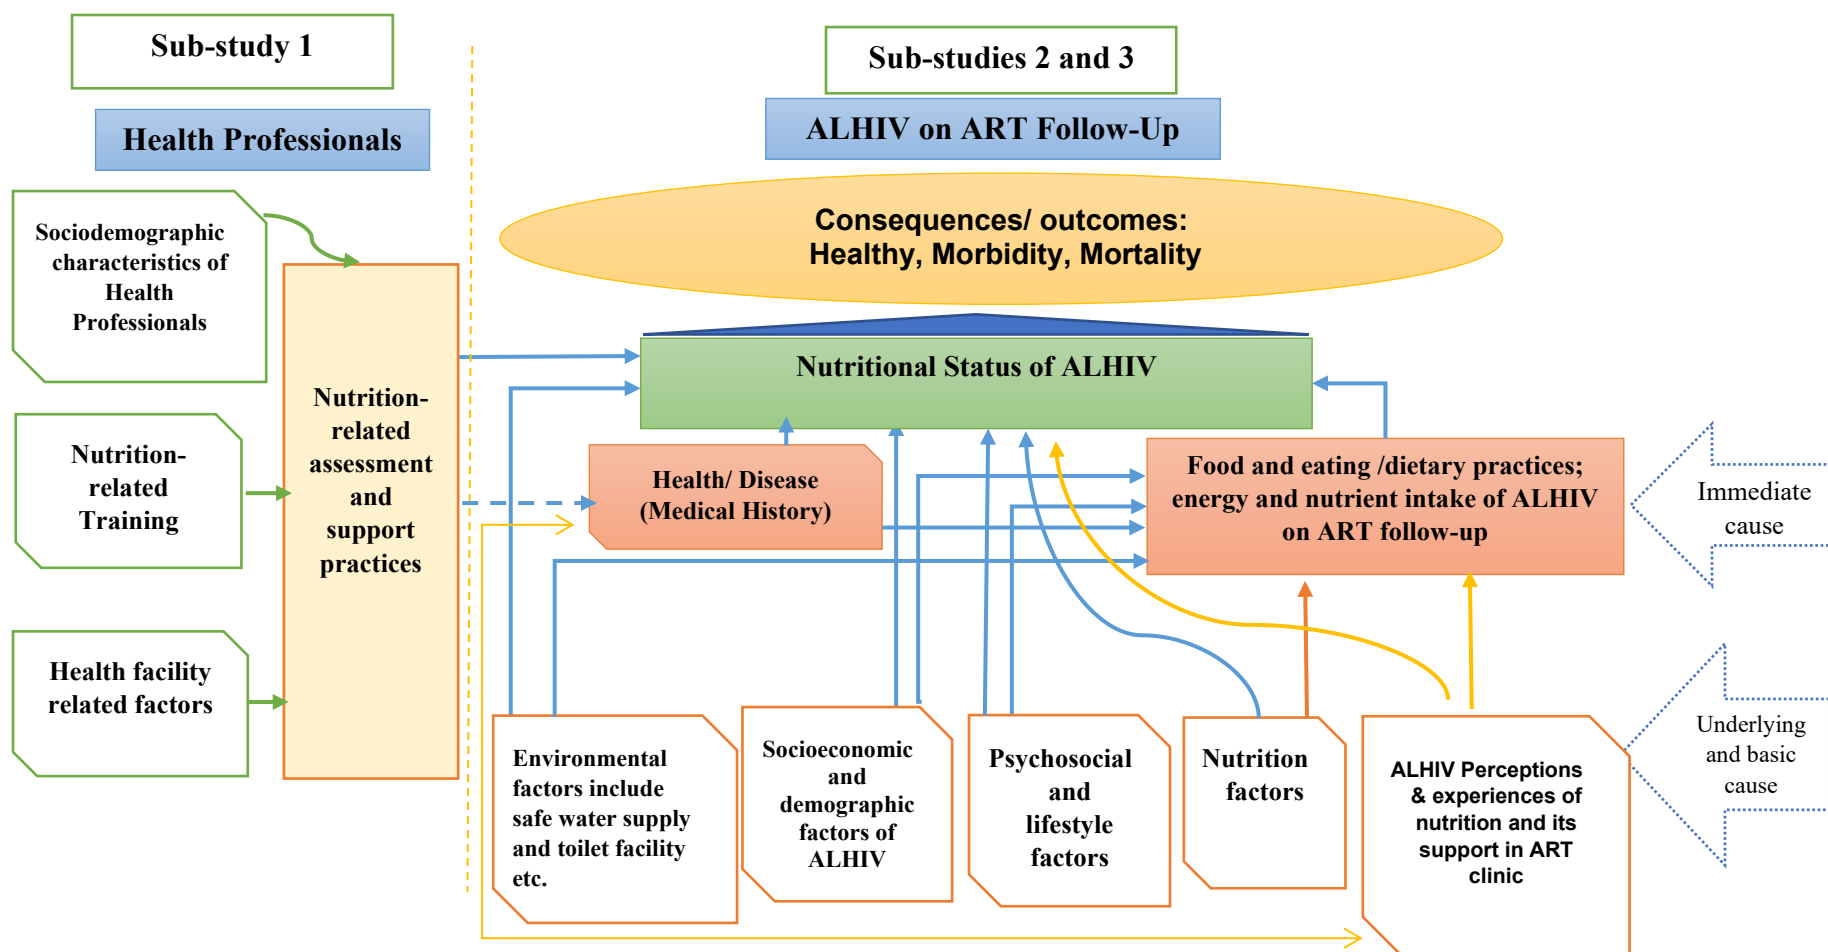 Sub-study 1
Health Professionals
Sociodemographic
characteristics of
Health
Professionals
Nutrition-
related
Training
Health facility
related factors
Nutrition-
related
assessment
and
support
practices
Sub-studies 2 and 3
ALHIV on ART Follow-Up
Consequences/ outcomes:
Healthy, Morbidity, Mortality
Nutritional Status of ALHIV
Health/ Disease
(Medical History)
Food and eating /dietary practices;
energy and nutrient intake of ALHIV
on ART follow-up
Immediate
cause
Environmental
factors include
safe water supply
and toilet facility
etc.
Socioeconomic
and
demographic
factors of
ALHIV
Psychosocial
and
lifestyle
factors
Nutrition
factors
ALHIV Perceptions
& experiences of
nutrition and its
support in ART
clinic
Underlying
and basic
cause